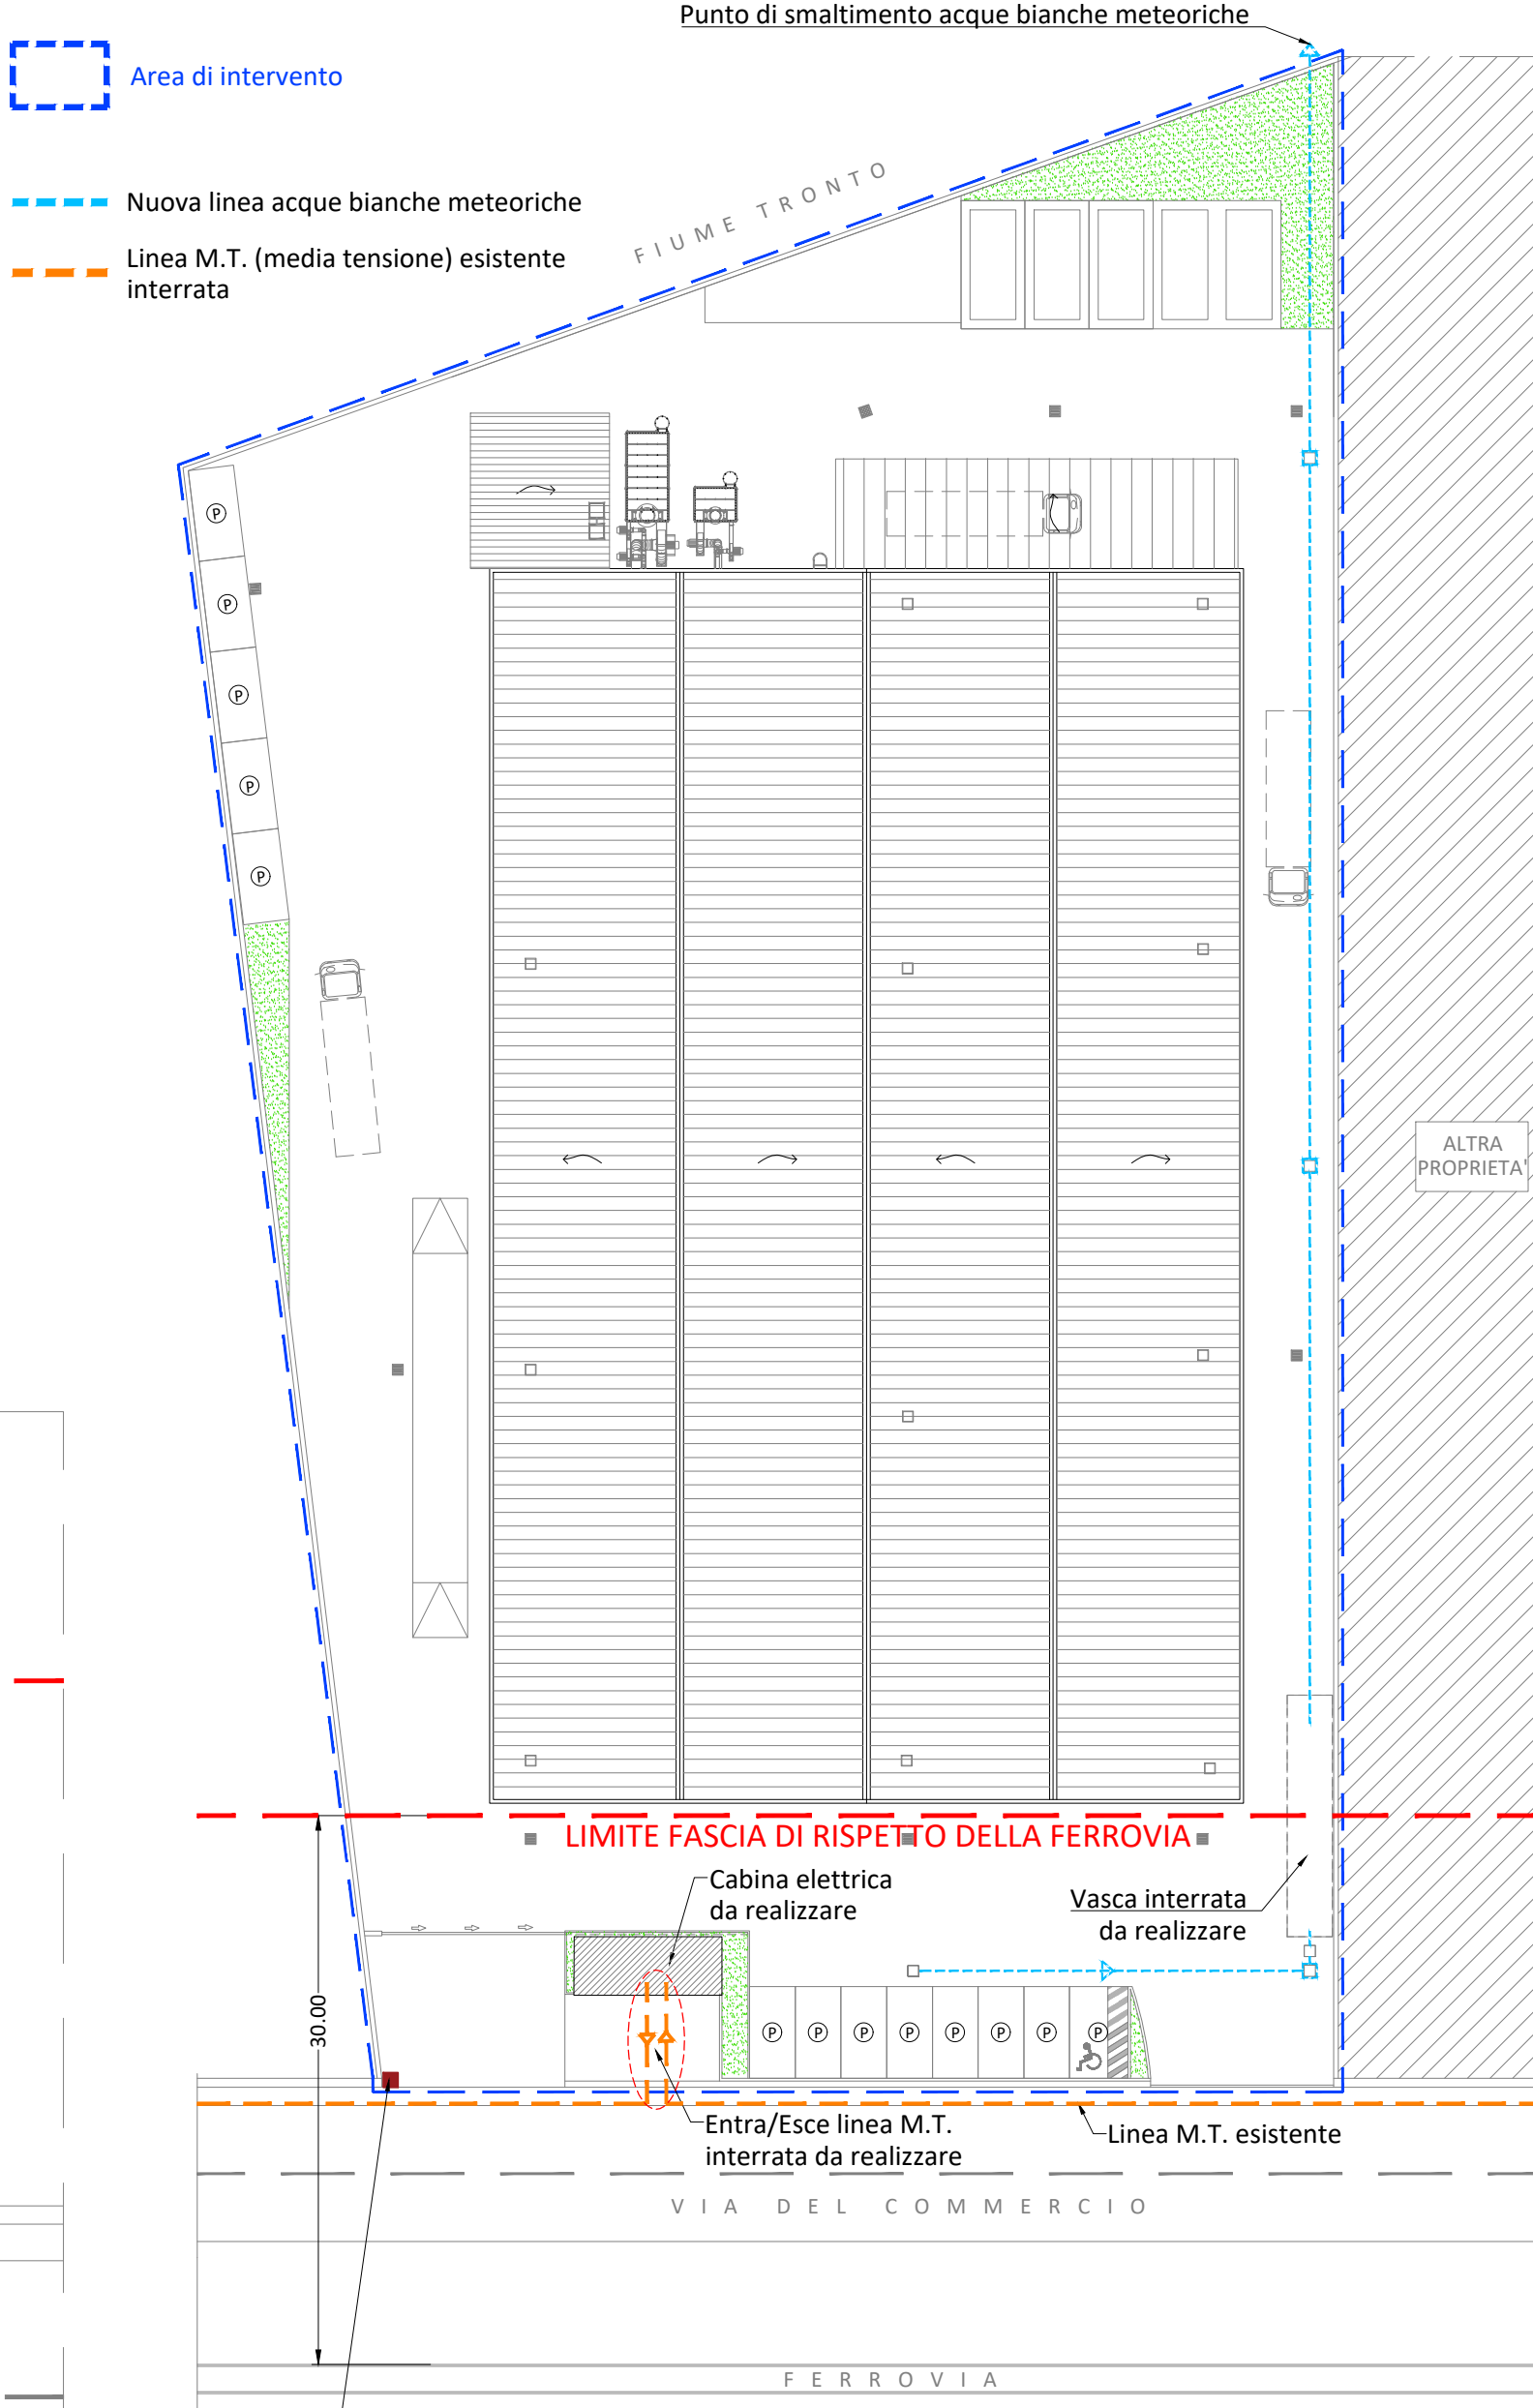 Punto di smaltimento acque bianche meteoriche
Area di intervento
Nuova linea acque bianche meteoriche
Linea M.T. (media tensione) esistente
interrata
FIUME TRONTO
P
P
P
P
P
ALTRA
PROPRIETA'
LIMITE FASCIA DI RISPETTO DELLA FERROVIA
Cabina elettrica
da realizzare
Vasca interrata
da realizzare
30.00
P
P
P
P
P
P
P
P
Entra/Esce linea M.T.
interrata da realizzare
Linea M.T. esistente
VIA DEL COMMERCIO
FERROVIA